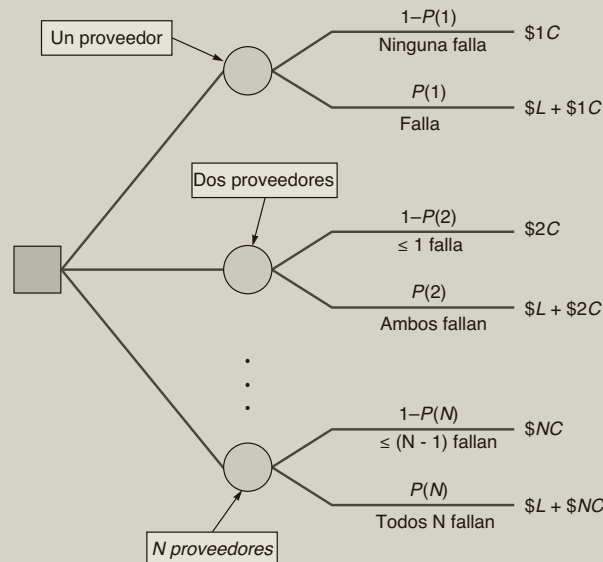 Un proveedor
1–P(1)
Ninguna falla
$1C
P(1)
Falla
$L + $1C
Dos proveedores
1–P(2)
≤ 1 falla
$2C
P(2)
Ambos fallan
$L + $2C
1–P(N)
≤ (N - 1) fallan
$NC
P(N)
Todos N fallan
$L + $NC
N proveedores